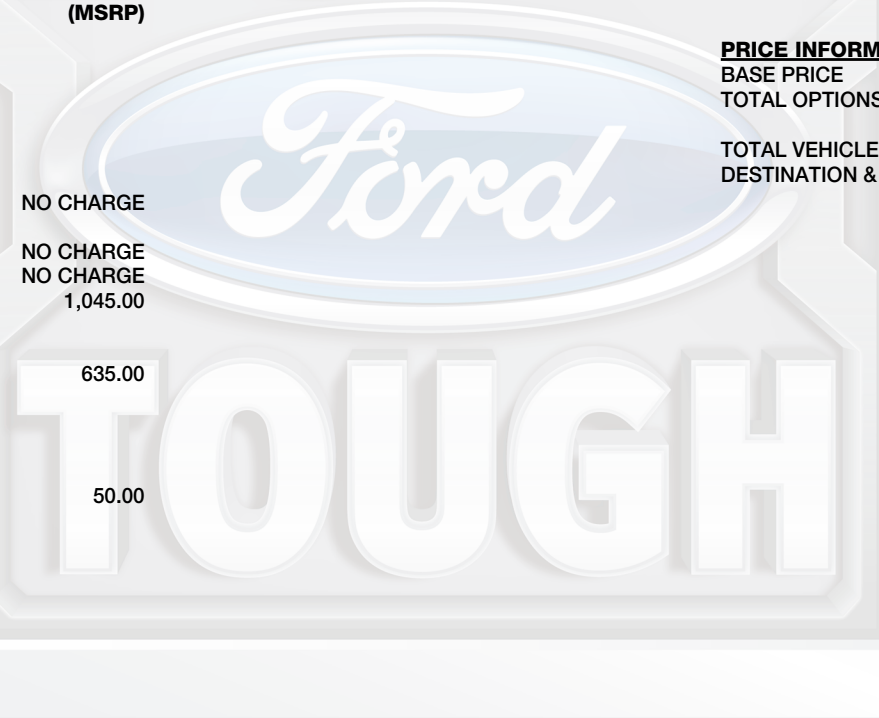 (MSRP)
NO CHARGE
NO CHARGE
NO CHARGE
1,045.00
635.00
50.00
PRICE INFORM
BASE PRICE
TOTAL OPTIONS
TOTAL VEHICLE
DESTINATION &
Ford
TOUGH